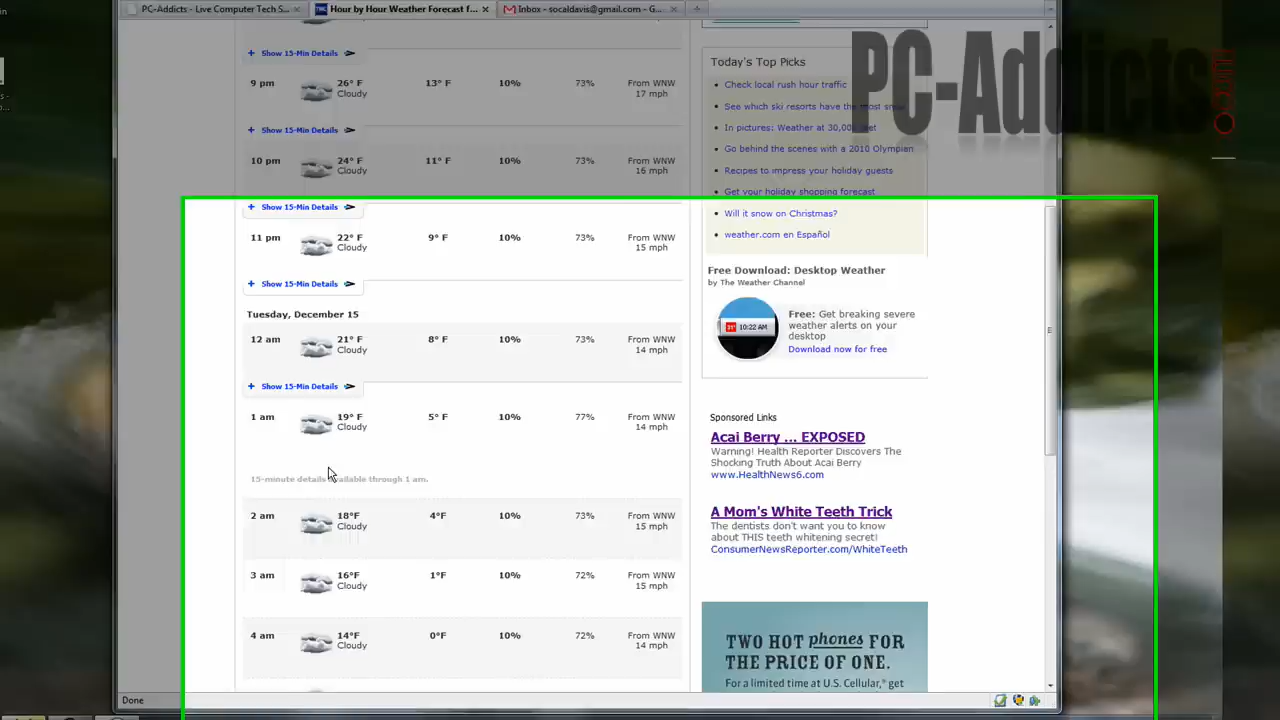 PC-Addicts - Live Computer Tech S...
Hour by Hour Weather Forecast f...
Inbox - socaldavis@gmail.com - G...
PC-Addicts
+ Show 15-Min Details
9 pm 26° F 13° F 10% 73% From WNW
Cloudy 17 mph
+ Show 15-Min Details
10 pm 24° F 11° F 10% 73% From WNW
Cloudy 16 mph
+ Show 15-Min Details
11 pm 22° F 9° F 10% 73% From WNW
Cloudy 15 mph
+ Show 15-Min Details
Tuesday, December 15
12 am 21° F 8° F 10% 73% From WNW
Cloudy 14 mph
+ Show 15-Min Details
1 am 19° F 5° F 10% 77% From WNW
Cloudy 14 mph
15-minute details available through 1 am.
2 am 18°F 4°F 10% 73% From WNW
Cloudy 15 mph
3 am 16°F 1°F 10% 72% From WNW
Cloudy 15 mph
4 am 14°F 0°F 10% 72% From WNW
Cloudy 14 mph
Today's Top Picks
Check local rush hour traffic
See which ski resorts have the most snow
In pictures: Weather at 30,000 feet
Go behind the scenes with a 2010 Olympian
Recipes to impress your holiday guests
Get your holiday shopping forecast
Will it snow on Christmas?
weather.com en Español
Free Download: Desktop Weather
by The Weather Channel
31° 10:22 AM
Free: Get breaking severe
weather alerts on your
desktop
Download now for free
Sponsored Links
Acai Berry ... EXPOSED
Warning! Health Reporter Discovers The
Shocking Truth About Acai Berry
www.HealthNews6.com
A Mom's White Teeth Trick
The dentists don't want you to know
about THIS teeth whitening secret!
ConsumerNewsReporter.com/WhiteTeeth
TWO HOT phones FOR
THE PRICE OF ONE.
For a limited time at U.S. Cellular,® get
Done